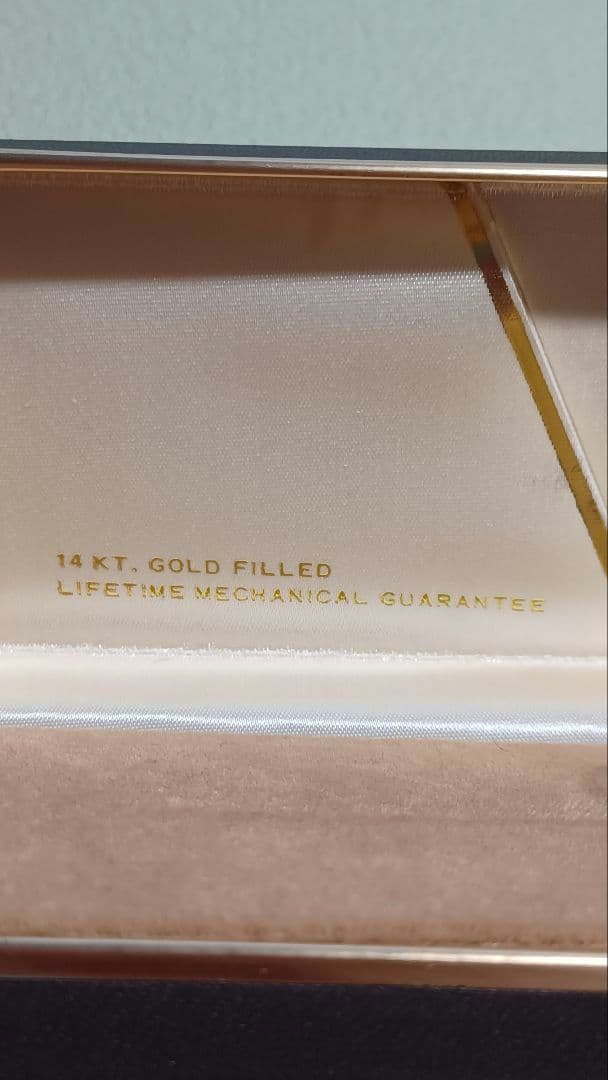 14 KT. GOLD FILLED
LIFETIME MECHANICAL GUARANTEE